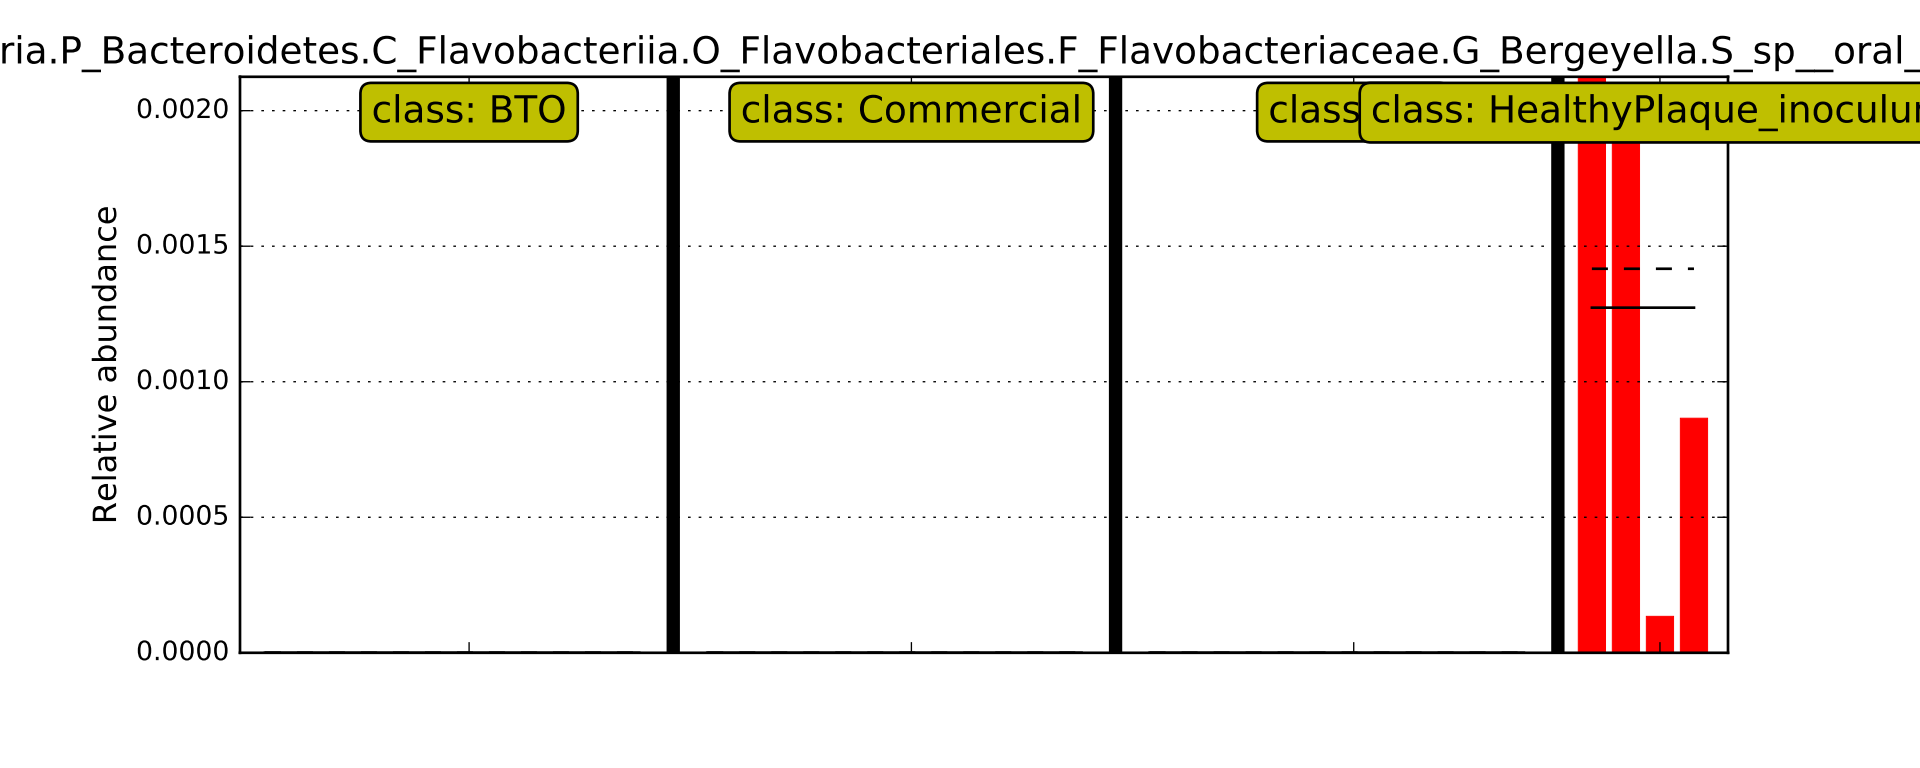 ria.P_Bacteroidetes.C_Flavobacteriia.O_Flavobacteriales.F_Flavobacteriaceae.G_Bergeyella.S_sp__oral_
class: BTO
class: Commercial
class
class: HealthyPlaque_inoculu
Relative abundance
0.0020
0.0015
0.0010
0.0005
0.0000